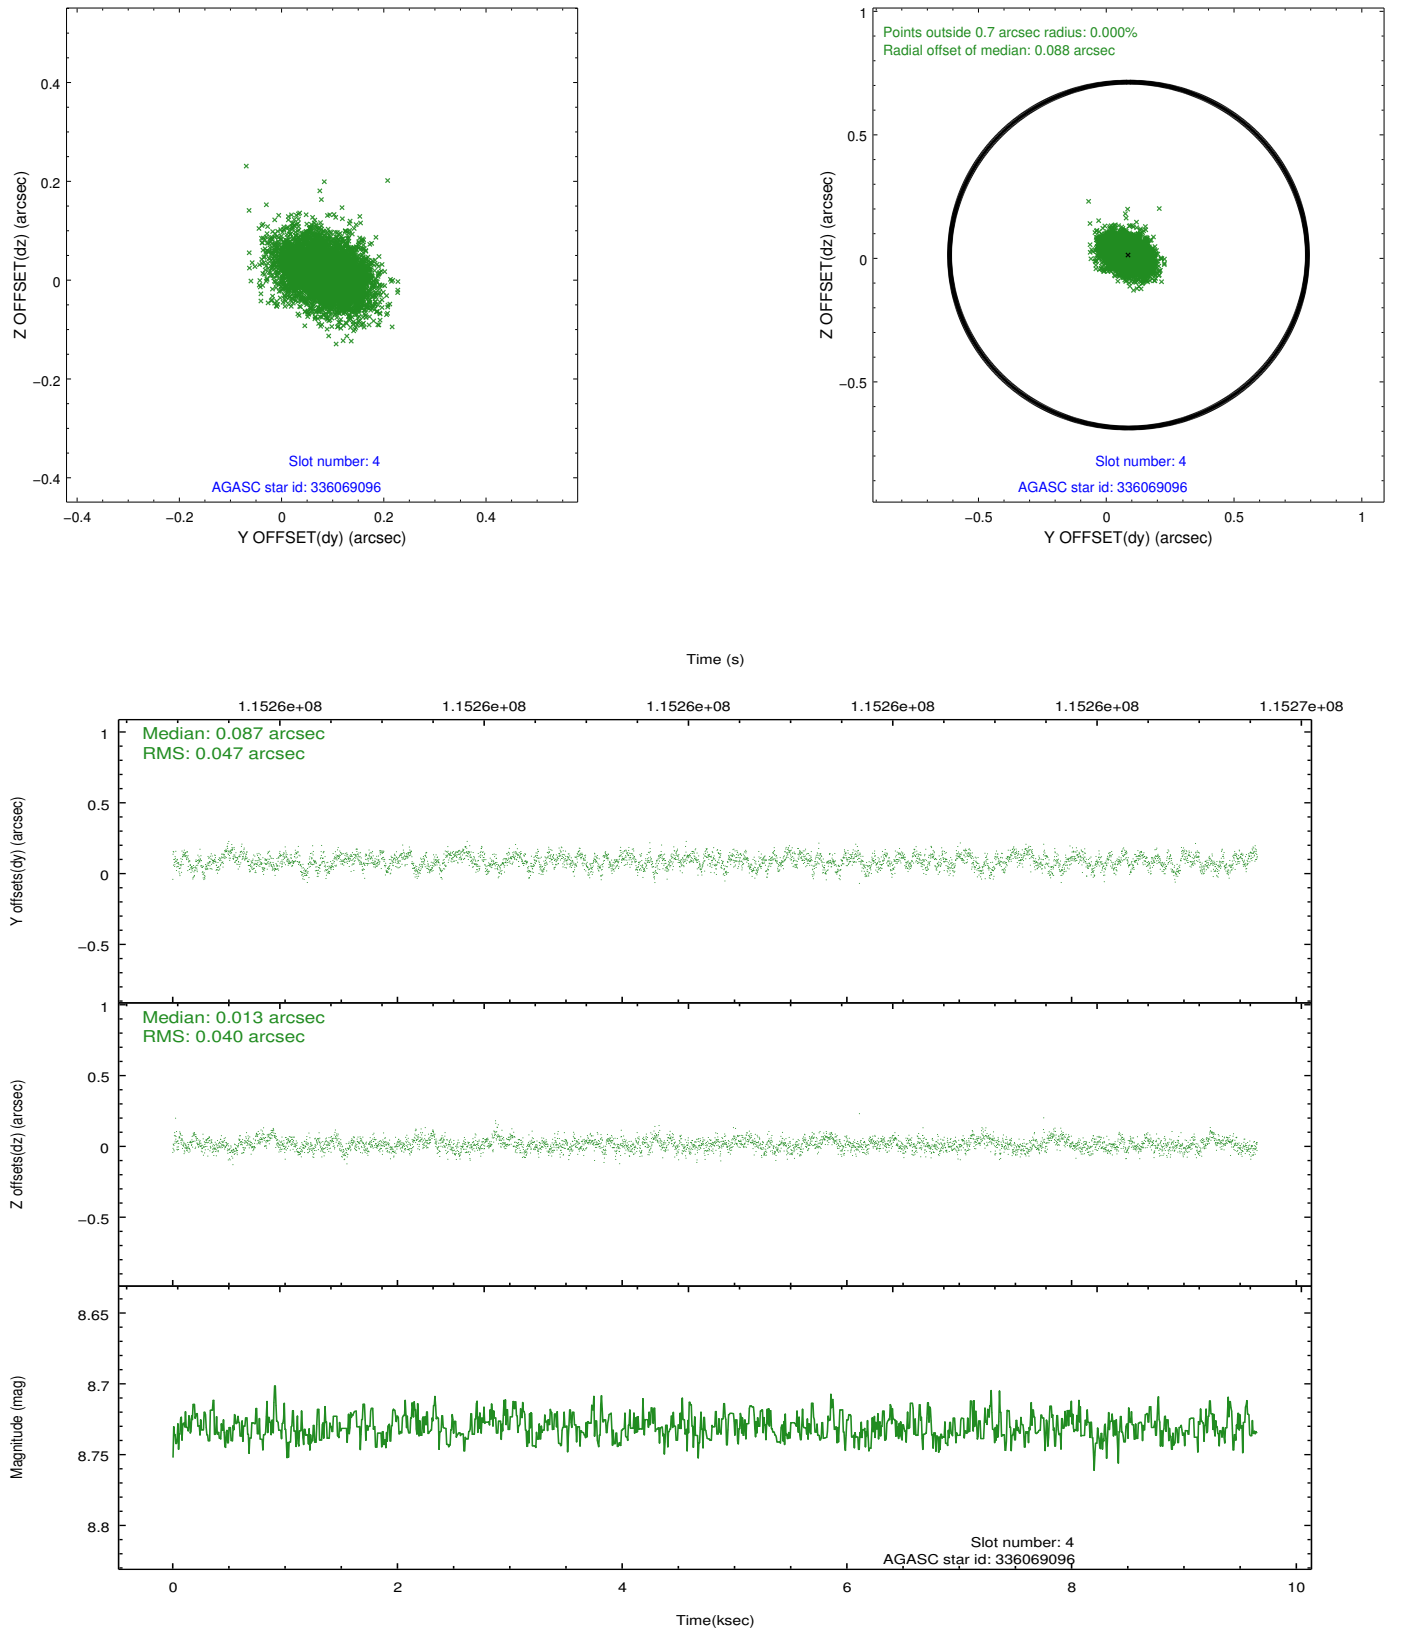 0.4
0.2
0
−0.2
−0.4
Z OFFSET(dz) (arcsec)
Slot number: 4
AGASC star id: 336069096
−0.4 −0.2 0 0.2 0.4
Y OFFSET(dy) (arcsec)
Points outside 0.7 arcsec radius: 0.000%
Radial offset of median: 0.088 arcsec
1
0.5
0
−0.5
Z OFFSET(dz) (arcsec)
Slot number: 4
AGASC star id: 336069096
−0.5 0 0.5 1
Y OFFSET(dy) (arcsec)
Time (s)
1.1526e+08 1.1526e+08 1.1526e+08 1.1526e+08 1.1526e+08 1.1527e+08
Median: 0.087 arcsec
RMS: 0.047 arcsec
1
0.5
0
−0.5
Y offsets(dy) (arcsec)
Median: 0.013 arcsec
RMS: 0.040 arcsec
1
0.5
0
−0.5
Z offsets(dz) (arcsec)
8.65
8.7
8.75
8.8
Magnitude (mag)
Slot number: 4
AGASC star id: 336069096
0 2 4 6 8 10
Time(ksec)